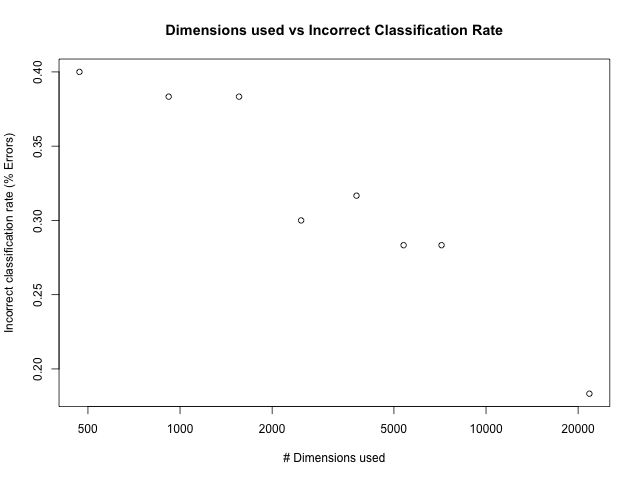 Dimensions used vs Incorrect Classification Rate
Incorrect classification rate (% Errors)
0.40
0.35
0.30
0.25
0.20
500 1000 2000 5000 10000 20000
# Dimensions used